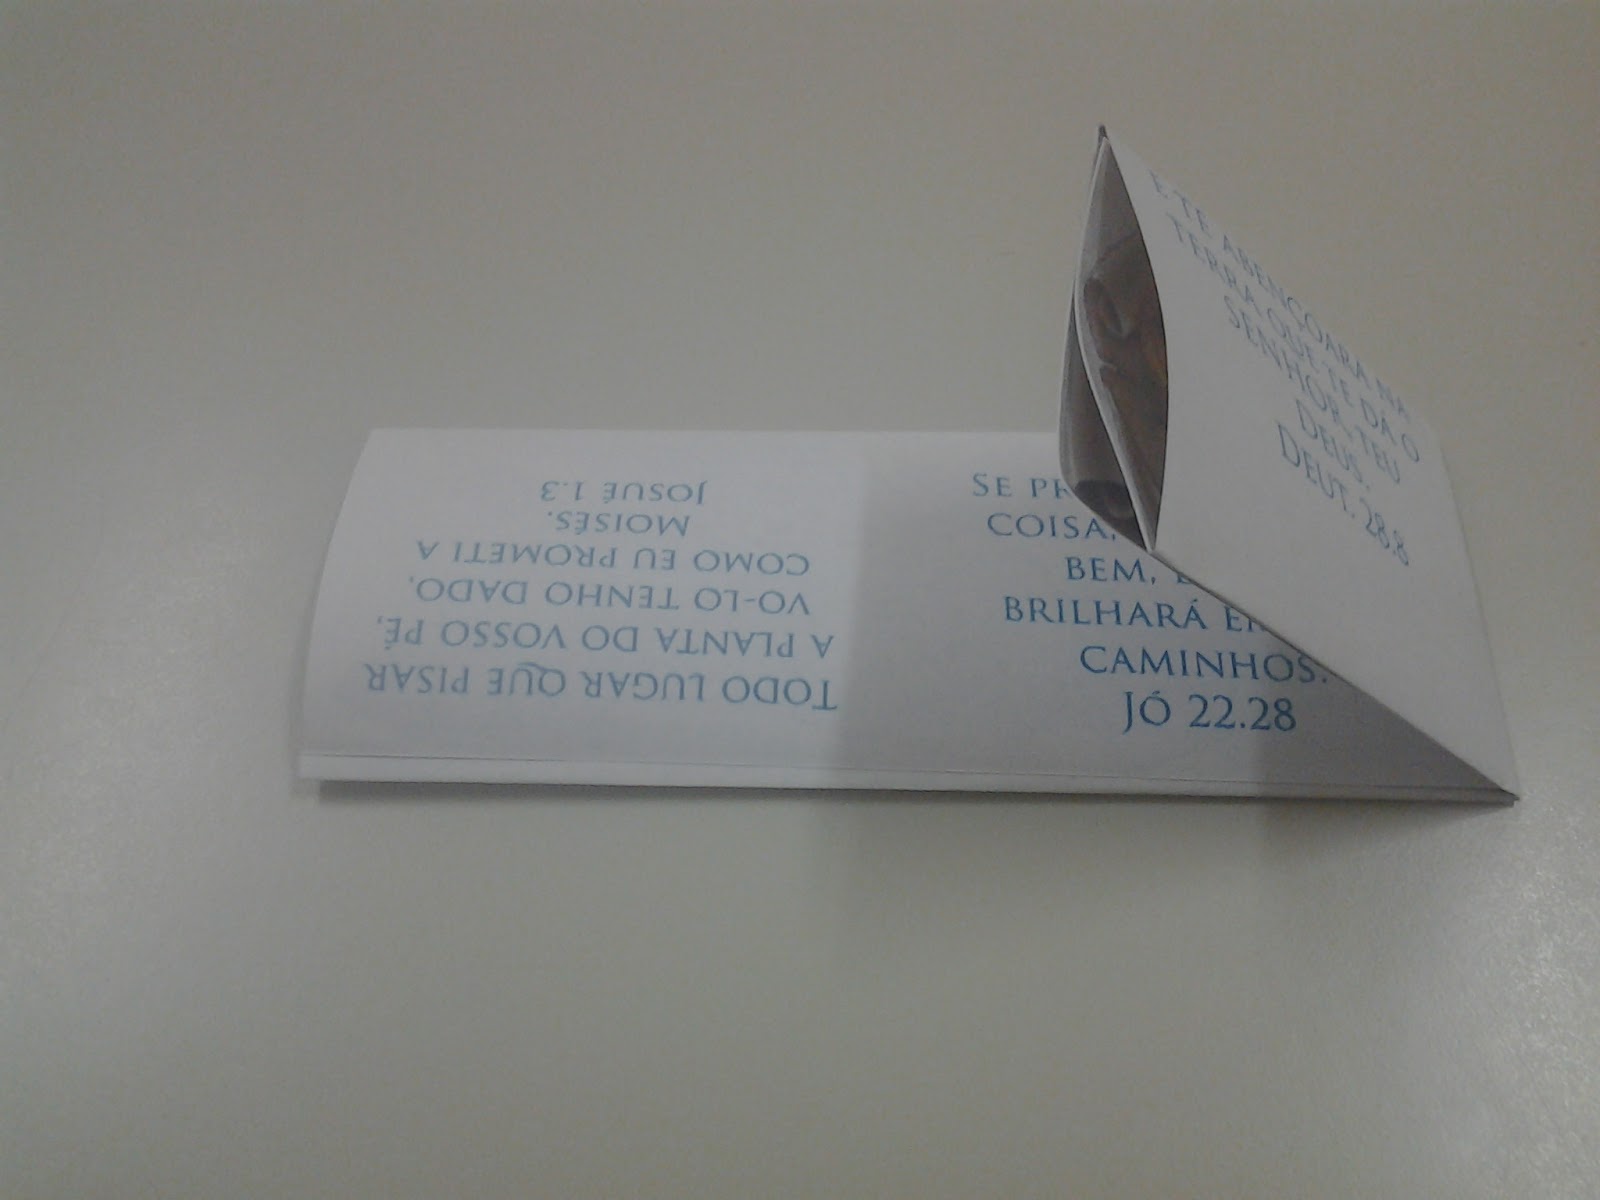 TODO LUGAR QUE PISAR
A PLANTA DO VOSSO PÉ,
VO-LO TENHO DADO,
COMO EU PROMETI A
MOISÉS.
JOSUÉ 1.3
SE
COISA,
BEM,
BRILHARÁ
CAMINHOS.
JÓ 22.28
E TE ABENÇOARÁ NA
TERRA QUE TE DÁ O
SENHOR, TEU
DEUS.
DEUT. 28.8